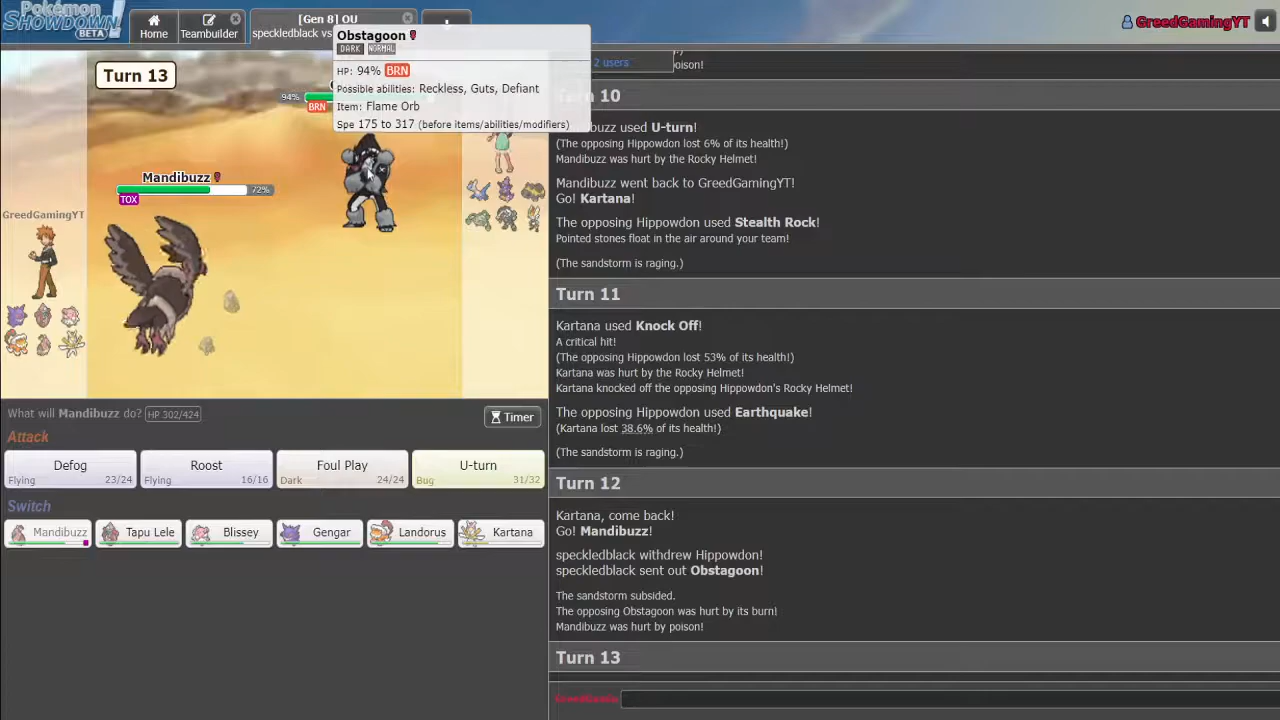 Pokémon
Showdown
BETA
Home
Teambuilder
[Gen 8] OU
speckledblack vs
GreedGamingYT
Obstagoon
DARK NORMAL
HP: 94% BRN
Possible abilities: Reckless, Guts, Defiant
Item: Flame Orb
Spe 175 to 317 (before items/abilities/modifiers)
2 users
Turn 13
94%
BRN
Mandibuzz
72%
TOX
GreedGamingYT
What will Mandibuzz do? HP 302/424
Timer
Attack
Defog
Flying 23/24
Roost
Flying 16/16
Foul Play
Dark 24/24
U-turn
Bug 31/32
Switch
Mandibuzz
Tapu Lele
Blissey
Gengar
Landorus
Kartana
poison!
10
buzz used U-turn!
(The opposing Hippowdon lost 6% of its health!)
Mandibuzz was hurt by the Rocky Helmet!
Mandibuzz went back to GreedGamingYT!
Go! Kartana!
The opposing Hippowdon used Stealth Rock!
Pointed stones float in the air around your team!
(The sandstorm is raging.)
Turn 11
Kartana used Knock Off!
A critical hit!
(The opposing Hippowdon lost 53% of its health!)
Kartana was hurt by the Rocky Helmet!
Kartana knocked off the opposing Hippowdon's Rocky Helmet!
The opposing Hippowdon used Earthquake!
(Kartana lost 38.6% of its health!)
(The sandstorm is raging.)
Turn 12
Kartana, come back!
Go! Mandibuzz!
speckledblack withdrew Hippowdon!
speckledblack sent out Obstagoon!
The sandstorm subsided.
The opposing Obstagoon was hurt by its burn!
Mandibuzz was hurt by poison!
Turn 13